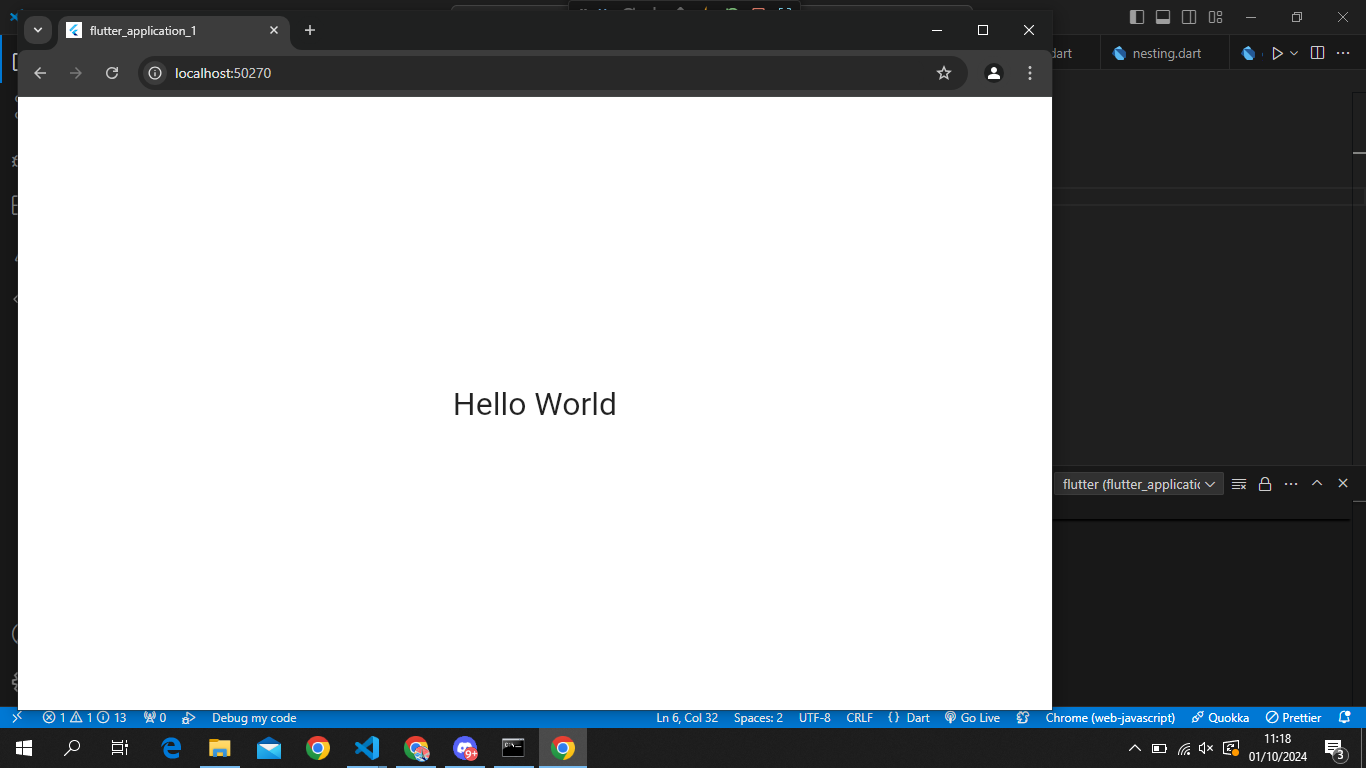 flutter_application_1
localhost:50270
dart
nesting.dart
Hello World
flutter (flutter_applicatic
1 1 13 0 Debug my code Ln 6, Col 32 Spaces: 2 UTF-8 CRLF {} Dart Go Live Chrome (web-javascript) Quokka Prettier
9+
11:18
01/10/2024
3